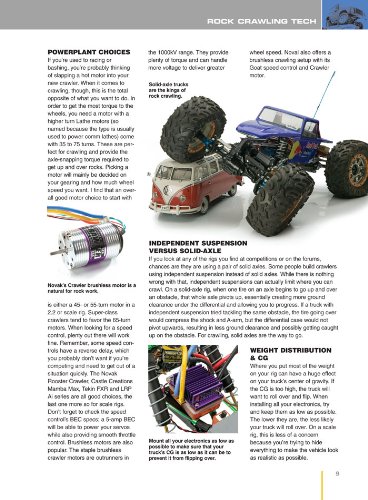 ROCK CRAWLING TECH
POWERPLANT CHOICES
If you're used to racing or
bashing, you're probably thinking
of slapping a hot motor into your
new crawler. When it comes to
crawling, though, this is the total
opposite of what you want to do. In
order to get the most torque to the
wheels, you need a motor with a
higher turn Lathe motors (so
named because the type is usually
used to power comm lathes) come
with 35 to 75 turns. These are per-
fect for crawling and provide the
axle-snapping torque required to
get up and over rocks. Picking a
motor will mainly be decided on
your gearing and how much wheel
speed you want. I find that an over-
all good motor choice to start with
Novak's Crawler brushless motor is a
natural for rock work.
is either a 45- or 55-turn motor in a
2.2 or scale rig. Super-class
crawlers tend to favor the 55-turn
motors. When looking for a speed
control, plenty out there will work
fine. Remember, some speed con-
trols have a reverse delay, which
you probably don't want if you're
competing and need to get out of a
situation quickly. The Novak
Rooster Crawler, Castle Creations
Mamba Max, Tekin FXR and LRP
Ai series are all good choices, the
last one more so for scale rigs.
Don't forget to check the speed
control's BEC specs: a 5-amp BEC
will be able to power your servo
while also providing smooth throttle
control. Brushless motors are also
popular. The staple brushless
crawler motors are outrunners in
the 1000kV range. They provide
plenty of torque and can handle
more voltage to deliver greater
Solid-axle trucks
are the kings of
rock crawling.
wheel speed. Noval also offers a
brushless crawling setup with its
Goat speed control and Crawler
motor.
INDEPENDENT SUSPENSION
VERSUS SOLID-AXLE
If you look at any of the rigs you find at competitions or on the forums,
chances are they are using a pair of solid axles. Some people build crawlers
using independent suspension instead of solid axles. While there is nothing
wrong with that, independent suspensions can actually limit where you can
crawl. On a solid-axle rig, when one tire on an axle begins to go up and over
an obstacle, that whole axle pivots up, essentially creating more ground
clearance under the differential and allowing you to progress. If a truck with
independent suspension tried tackling the same obstacle, the tire going over
would compress the shock and A-arm, but the differential case would not
pivot upwards, resulting in less ground clearance and possibly getting caught
up on the obstacle. For crawling, solid axles are the way to go.
Mount all your electronics as low as
possible to make sure that your
truck's CG is as low as it can be to
prevent it from flipping over.
WEIGHT DISTRIBUTION
& CG
Where you put most of the weight
on your rig can have a huge effect
on your truck's center of gravity. If
the CG is too high, the truck will
want to roll over and flip. When
installing all your electronics, try
and keep them as low as possible.
The lower they are, the less likely
your truck will roll over. On a scale
rig, this is less of a concern
because you're trying to hide
everything to make the vehicle look
as realistic as possible.
9